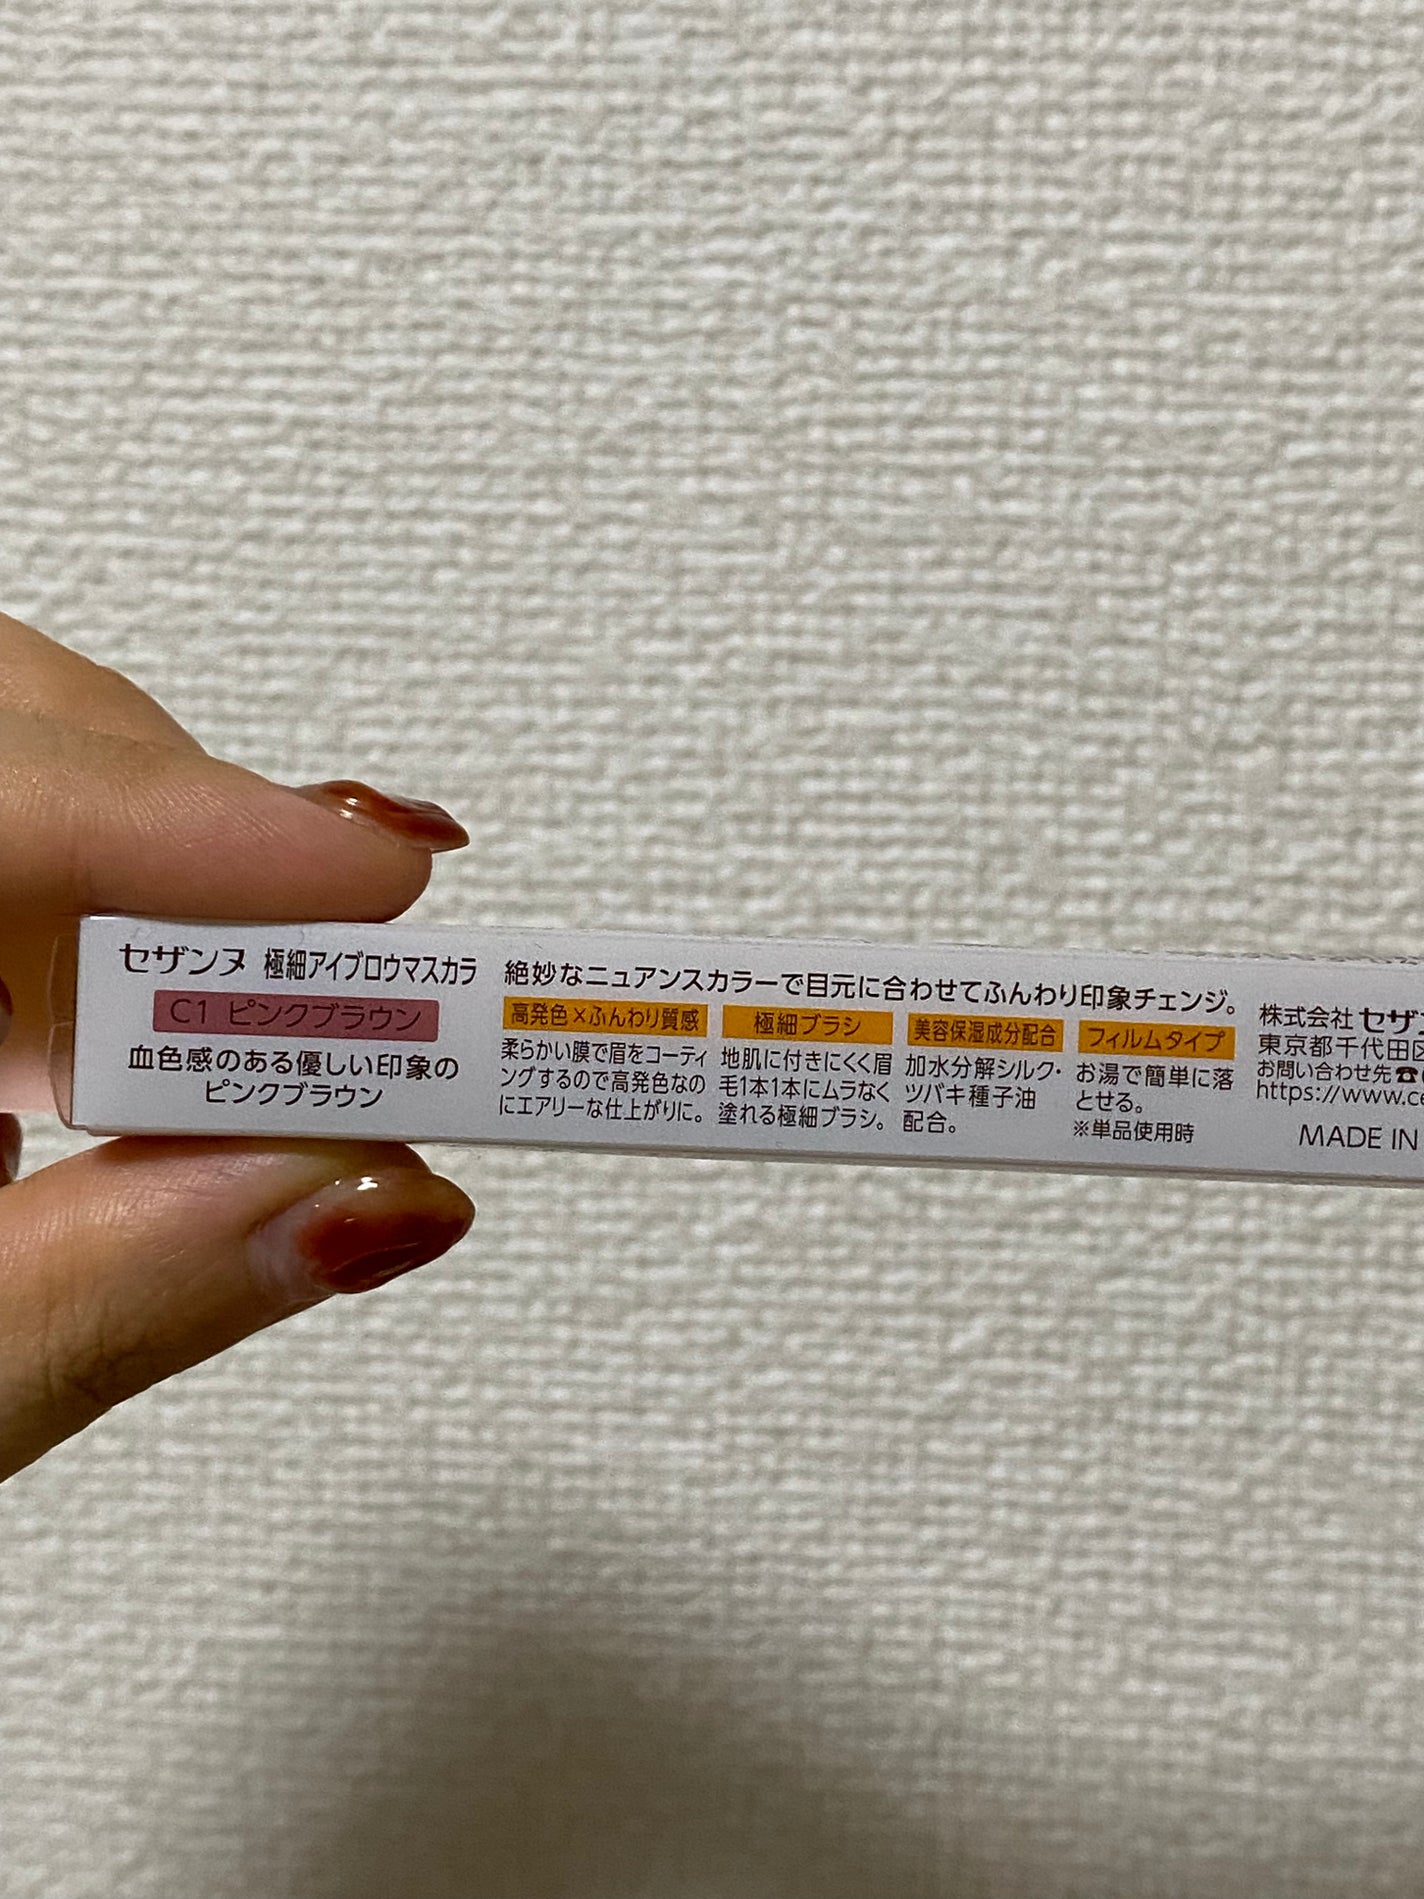 セザンヌ 極細アイブロウマスカラ
C1 ピンクブラウン
血色感のある優しい印象の
ピンクブラウン
絶妙なニュアンスカラーで目元に合わせてふんわり印象チェンジ。
高発色×ふんわり質感
柔らかい膜で眉をコーティ
ングするので高発色なの
にエアリーな仕上がりに。
極細ブラシ
地肌に付きにくく眉
毛1本1本にムラなく
塗れる極細ブラシ。
美容保湿成分配合
加水分解シルク・
ツバキ種子油
配合。
フィルムタイプ
お湯で簡単に落
とせる。
※単品使用時
株式会社 セザ
東京都千代田区
お問い合わせ先☎
https://www.ce
MADE IN